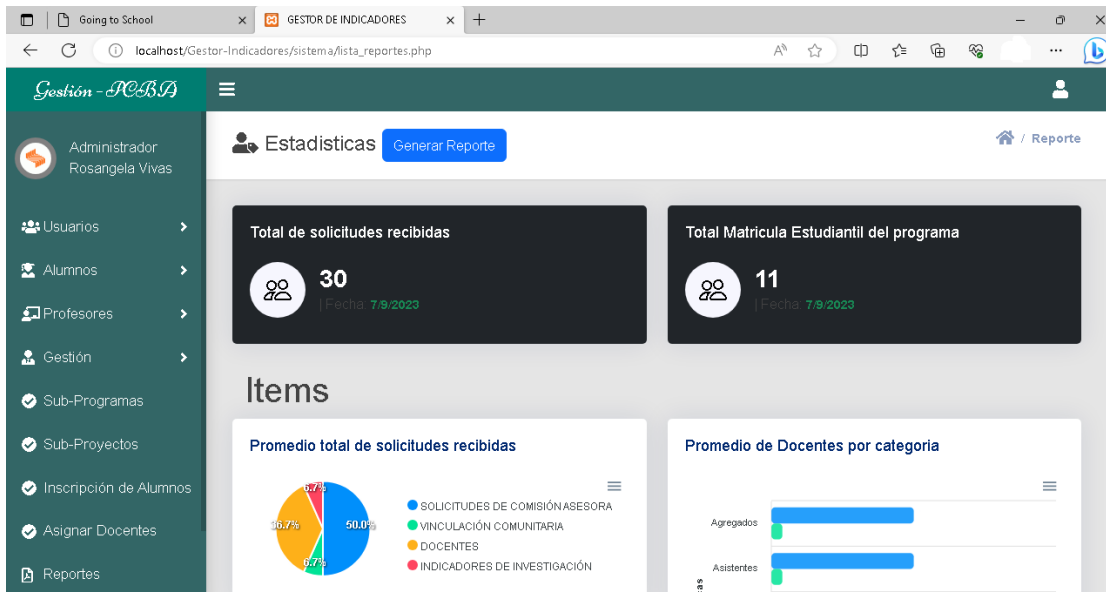 Going to School
GESTOR DE INDICADORES
localhost/Gestor-Indicadores/sistema/lista_reportes.php
Gestión - PCBA
Administrador
Rosangela Vivas
Usuarios
Alumnos
Profesores
Gestión
Sub-Programas
Sub-Proyectos
Inscripción de Alumnos
Asignar Docentes
Reportes
Estadisticas
Generar Reporte
/ Reporte
Total de solicitudes recibidas
30
| Fecha: 7/9/2023
Total Matricula Estudiantil del programa
11
| Fecha: 7/9/2023
Items
Promedio total de solicitudes recibidas
6.7%
36.7%
50.0%
6.7%
SOLICITUDES DE COMISIÓN ASESORA
VINCULACIÓN COMUNITARIA
DOCENTES
INDICADORES DE INVESTIGACIÓN
Promedio de Docentes por categoria
Agregados
Asistentes